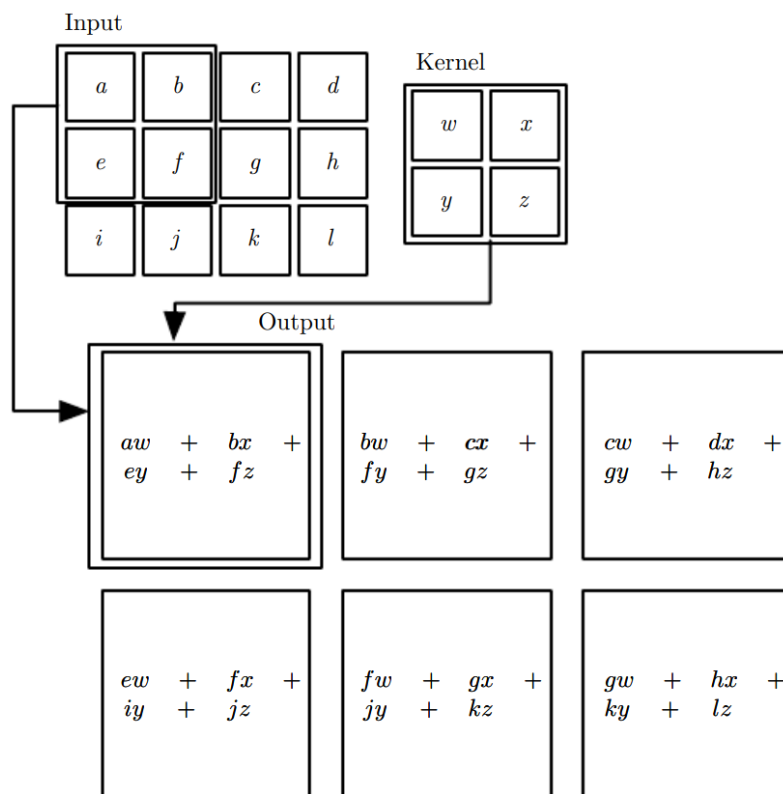 Input
a b c d
e f g h
i j k l
Kernel
w x
y z
Output
aw + bx +
ey + fz
bw + cx +
fy + gz
cw + dx +
gy + hz
ew + fx +
iy + jz
fw + gx +
jy + kz
gw + hx +
ky + lz